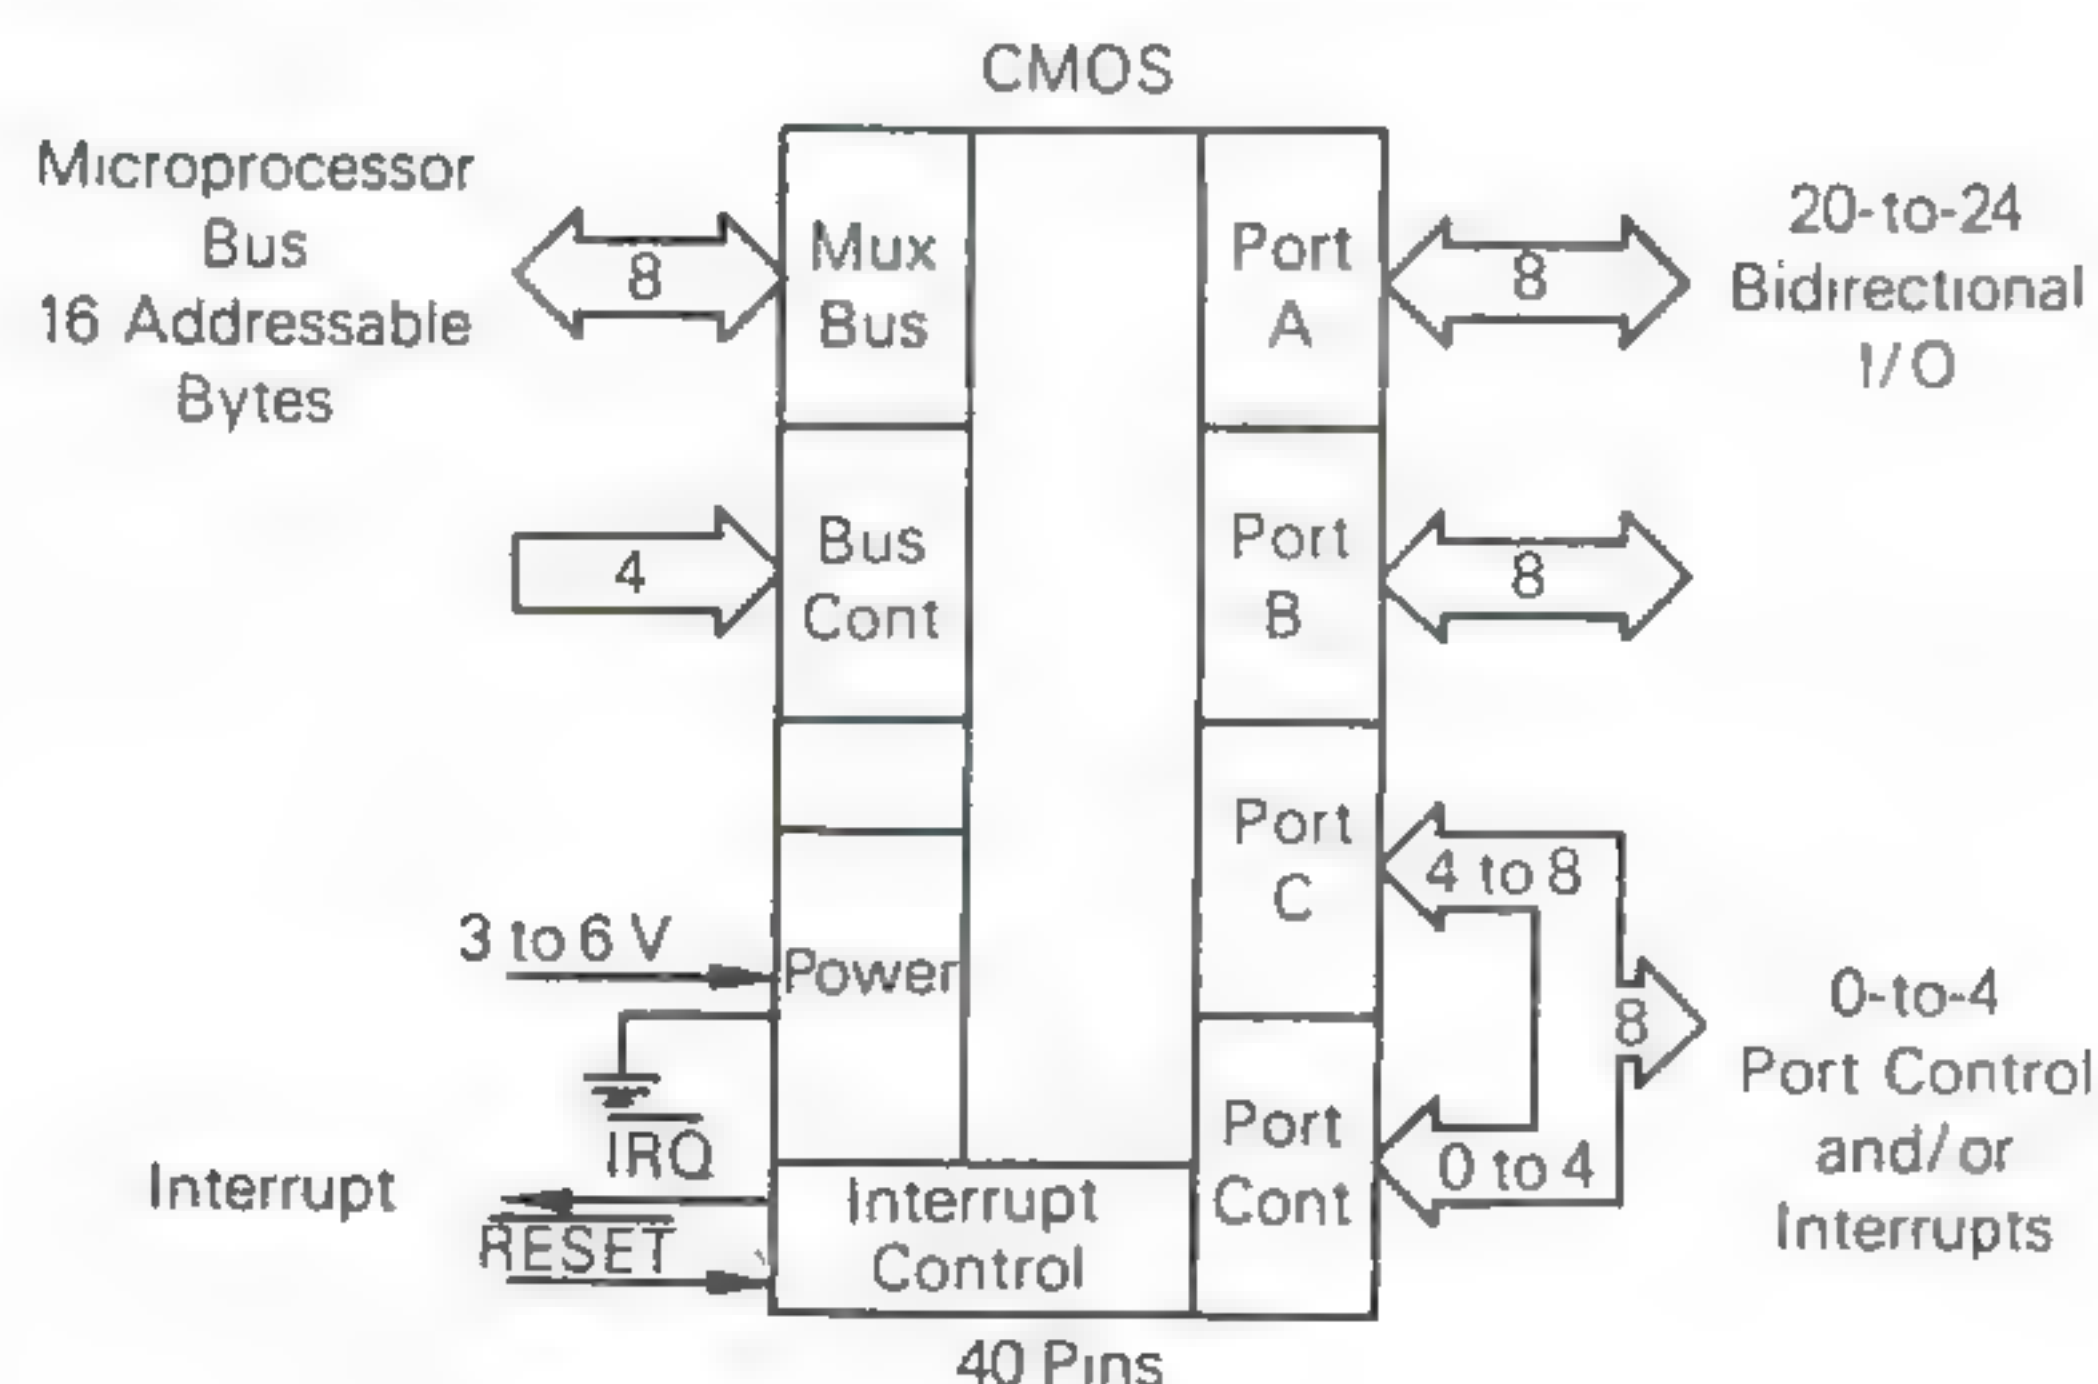 CMOS
Microprocessor
Bus
16 Addressable
Bytes
8
Mux
Bus
Port
A
8
20-to-24
Bidirectional
I/O
4
Bus
Cont
Port
B
8
Port
C
4 to 8
3 to 6 V
Power
8
0-to-4
Port Control
and/or
Interrupts
IRQ
Interrupt
RESET
Interrupt
Control
Port
Cont
0 to 4
40 Pins